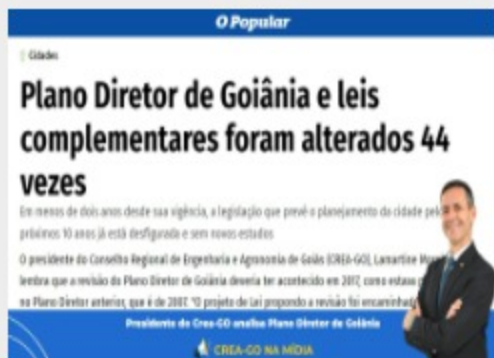 O Popular
Cidades
Plano Diretor de Goiânia e leis
complementares foram alterados 44
vezes
Em menos de dois anos desde sua vigência, a legislação que prevê o planejamento da cidade pelos
próximos 10 anos já está desfigurada e sem novos estudos
O presidente do Conselho Regional de Engenharia e Agronomia de Goiás (CREA-GO), Lamartine
lembra que a revisão do Plano Diretor de Goiânia deveria ter acontecido em 2017, como estava
no Plano Diretor anterior, que é de 2007. "O projeto de Lei propondo a revisão foi encaminhado
Presidente do Crea-GO analisa Plano Diretor de Goiânia
CREA-GO NA MÍDIA